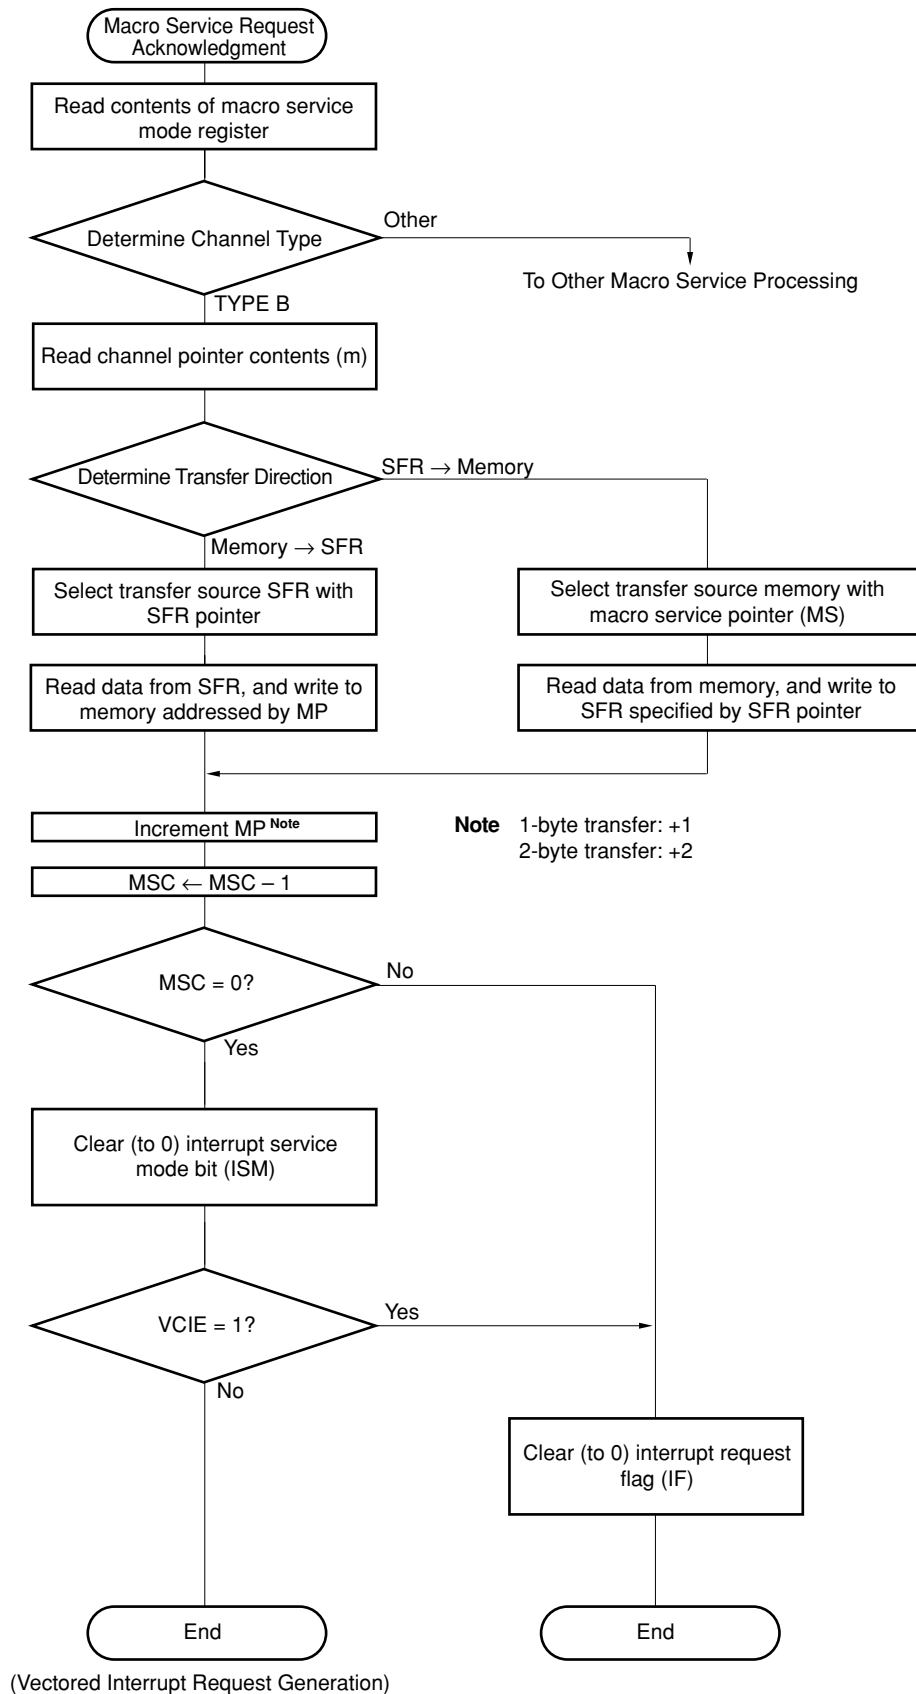 Macro Service Request
Acknowledgment
Read contents of macro service
mode register
Determine Channel Type
Other
To Other Macro Service Processing
TYPE B
Read channel pointer contents (m)
Determine Transfer Direction
SFR → Memory
Memory → SFR
Select transfer source SFR with
SFR pointer
Select transfer source memory with
macro service pointer (MS)
Read data from SFR, and write to
memory addressed by MP
Read data from memory, and write to
SFR specified by SFR pointer
Increment MP Note
Note 1-byte transfer: +1
2-byte transfer: +2
MSC ← MSC – 1
MSC = 0?
No
Yes
Clear (to 0) interrupt service
mode bit (ISM)
VCIE = 1?
Yes
No
Clear (to 0) interrupt request
flag (IF)
End
End
(Vectored Interrupt Request Generation)